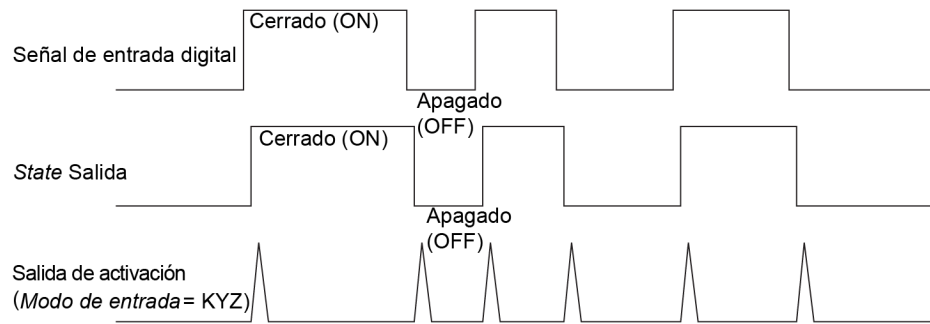 Cerrado (ON)
Señal de entrada digital
Apagado
(OFF)
Cerrado (ON)
State Salida
Apagado
(OFF)
Salida de activación
(Modo de entrada = KYZ)